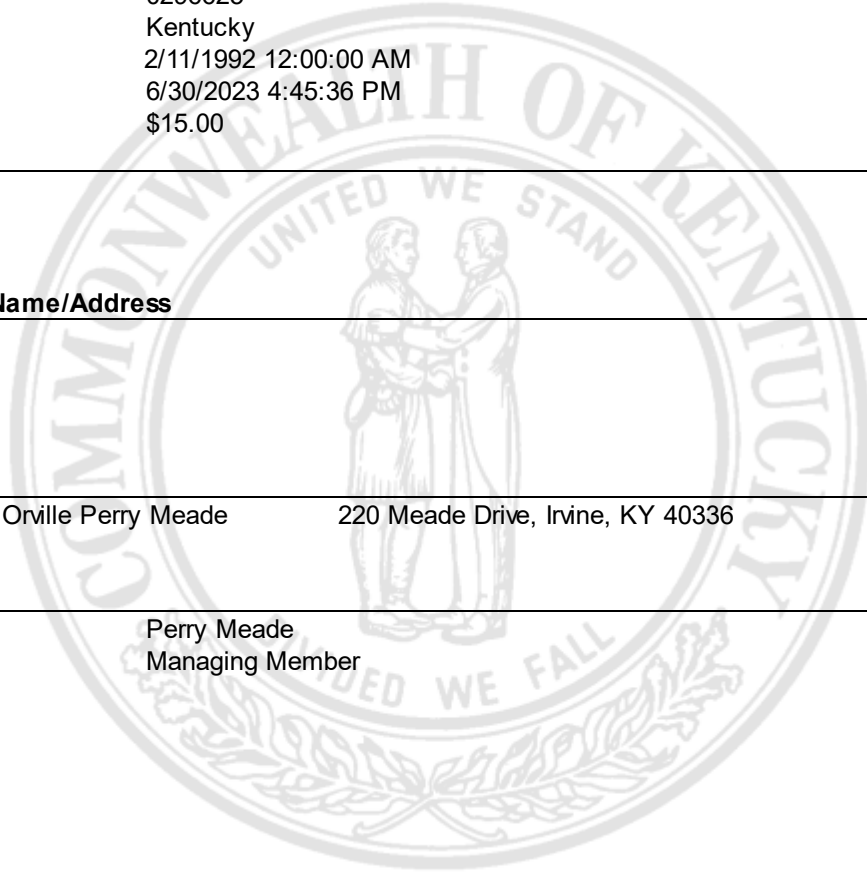 Kentucky
2/11/1992 12:00:00 AM
6/30/2023 4:45:36 PM
$15.00
COMMONWEALTH OF KENTUCKY
UNITED WE STAND
Name/Address
Orville Perry Meade 220 Meade Drive, Irvine, KY 40336
Perry Meade
Managing Member
DIVIDED WE FALL